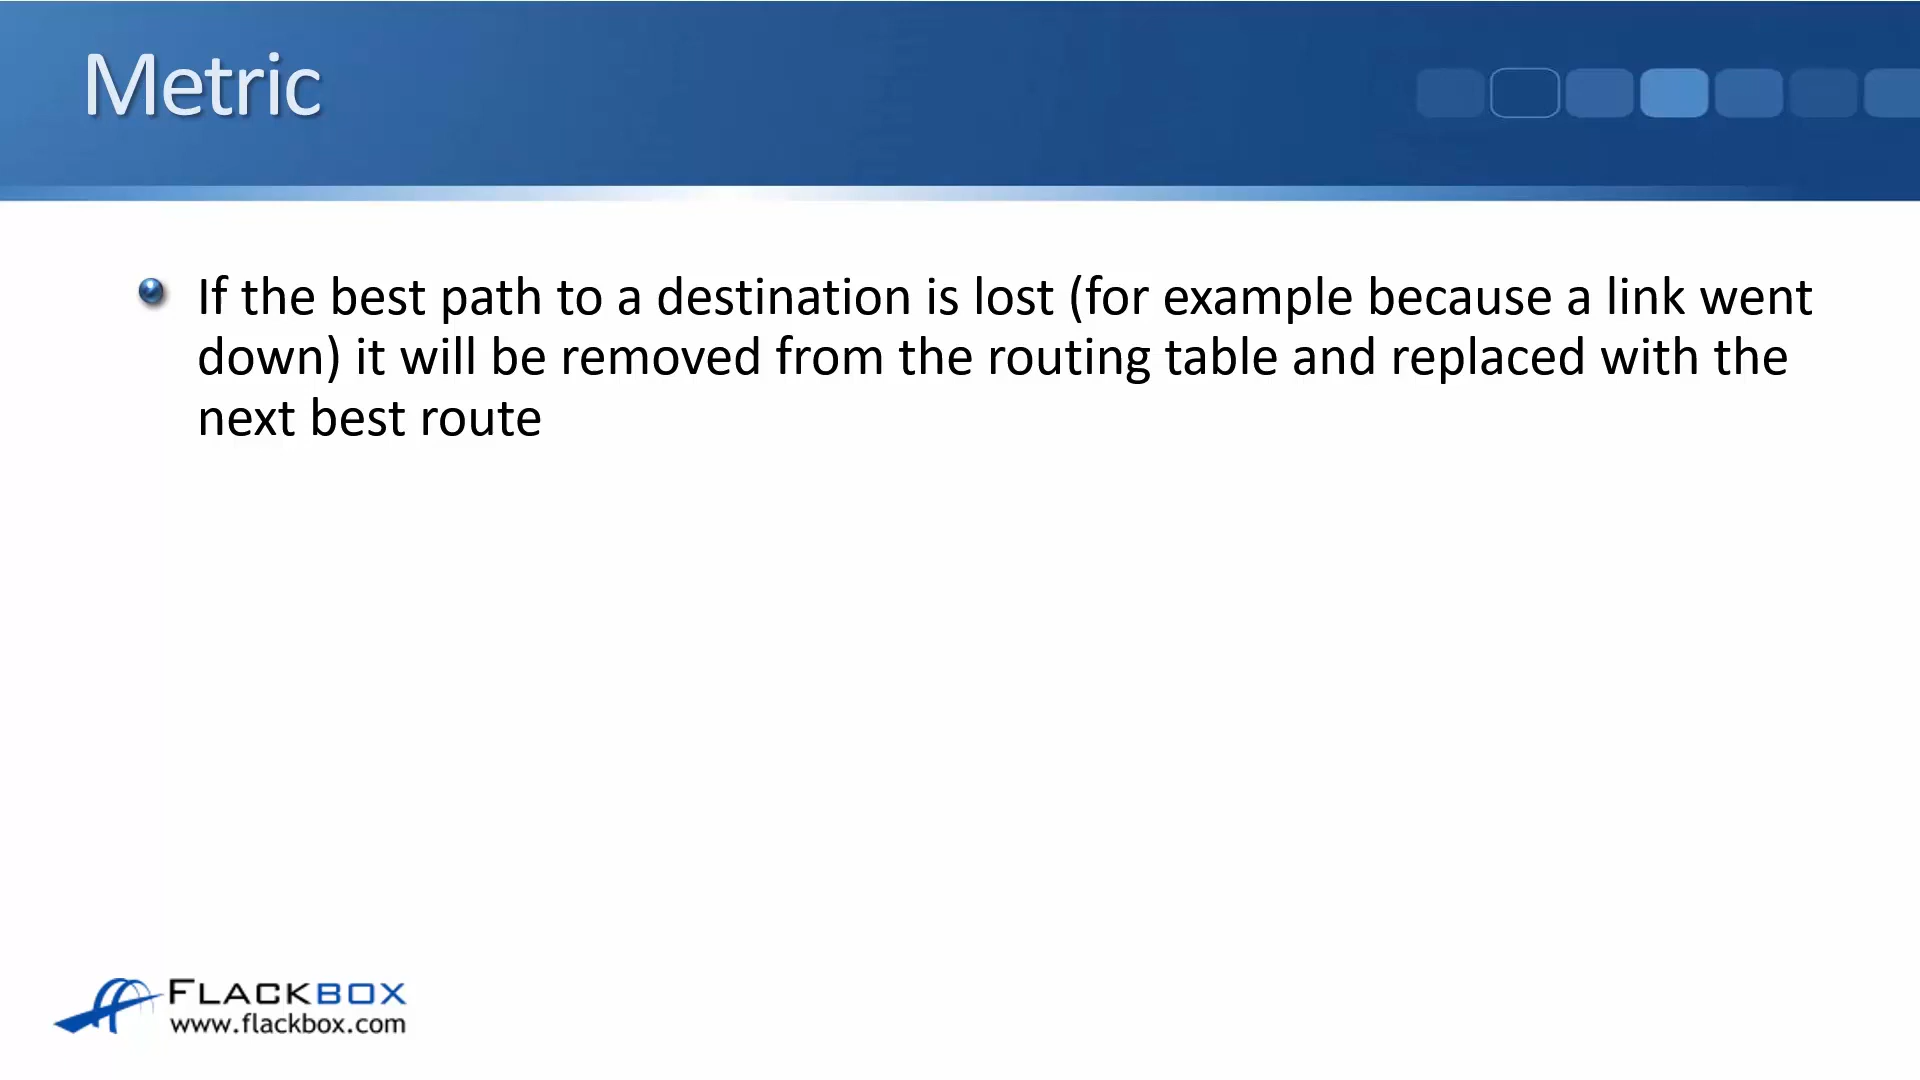 Metric
If the best path to a destination is lost (for example because a link went
down) it will be removed from the routing table and replaced with the
next best route
FLACKBOX
www.flackbox.com